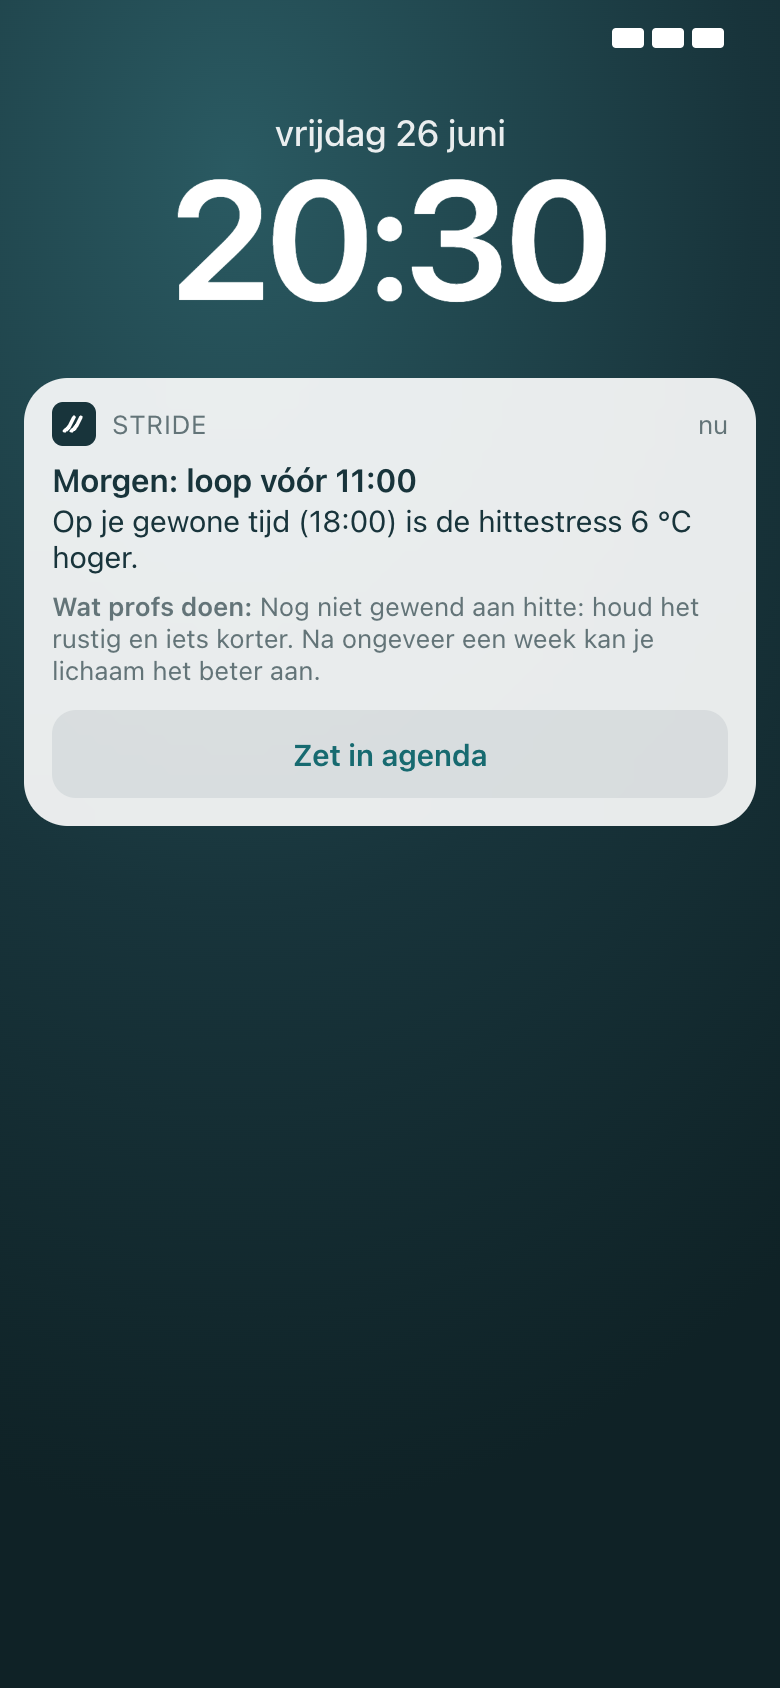 vrijdag 26 juni
20:30
STRIDE
nu
Morgen: loop vóór 11:00
Op je gewone tijd (18:00) is de hittestress 6 °C
hoger.
Wat profs doen: Nog niet gewend aan hitte: houd het
rustig en iets korter. Na ongeveer een week kan je
lichaam het beter aan.
Zet in agenda